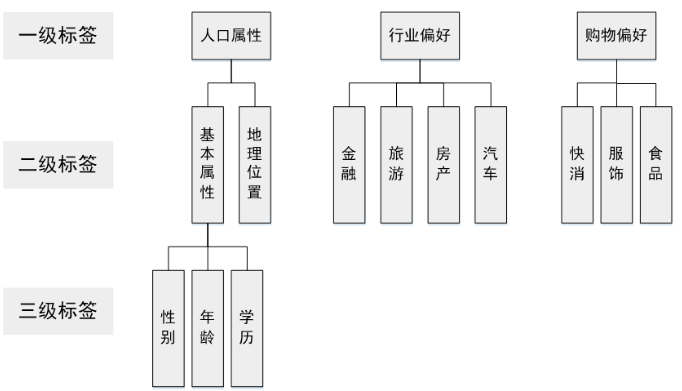 一级标签
人口属性
行业偏好
购物偏好
二级标签
基本属性
地理位置
金融
旅游
房产
汽车
快消
服饰
食品
三级标签
性别
年龄
学历